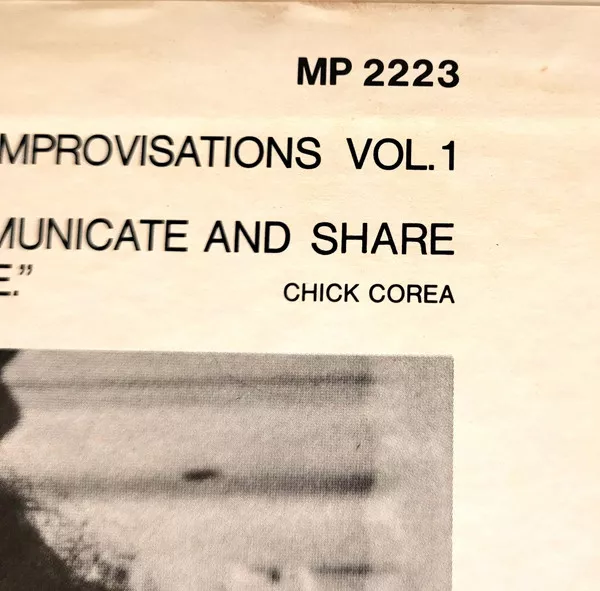 MP 2223
MPROVISATIONS VOL.1
MUNICATE AND SHARE
E.”
CHICK COREA